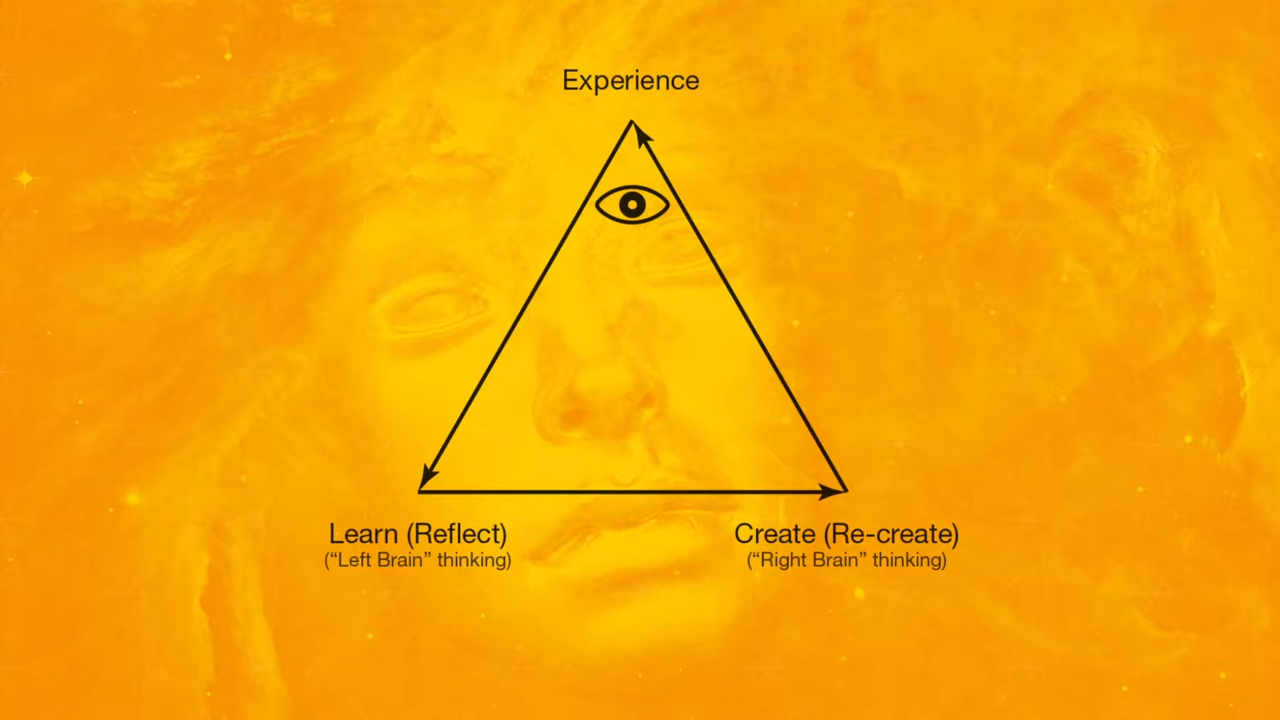 Experience
Learn (Reflect)
(“Left Brain” thinking)
Create (Re-create)
(“Right Brain” thinking)